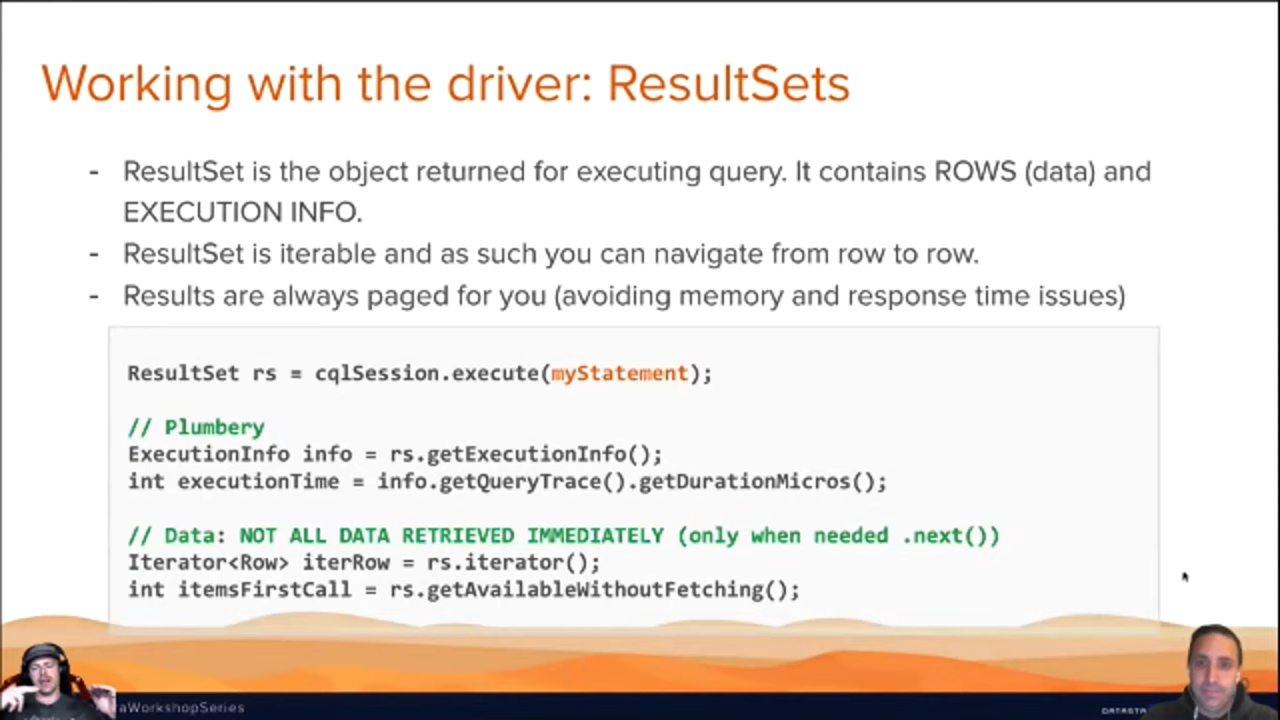 Working with the driver: ResultSets
- ResultSet is the object returned for executing query. It contains ROWS (data) and
EXECUTION INFO.
- ResultSet is iterable and as such you can navigate from row to row.
- Results are always paged for you (avoiding memory and response time issues)
ResultSet rs = cqlSession.execute(myStatement);
// Plumbery
ExecutionInfo info = rs.getExecutionInfo();
int executionTime = info.getQueryTrace().getDurationMicros();
// Data: NOT ALL DATA RETRIEVED IMMEDIATELY (only when needed .next())
Iterator<Row> iterRow = rs.iterator();
int itemsFirstCall = rs.getAvailableWithoutFetching();
aWorkshopSeries
DATASTA